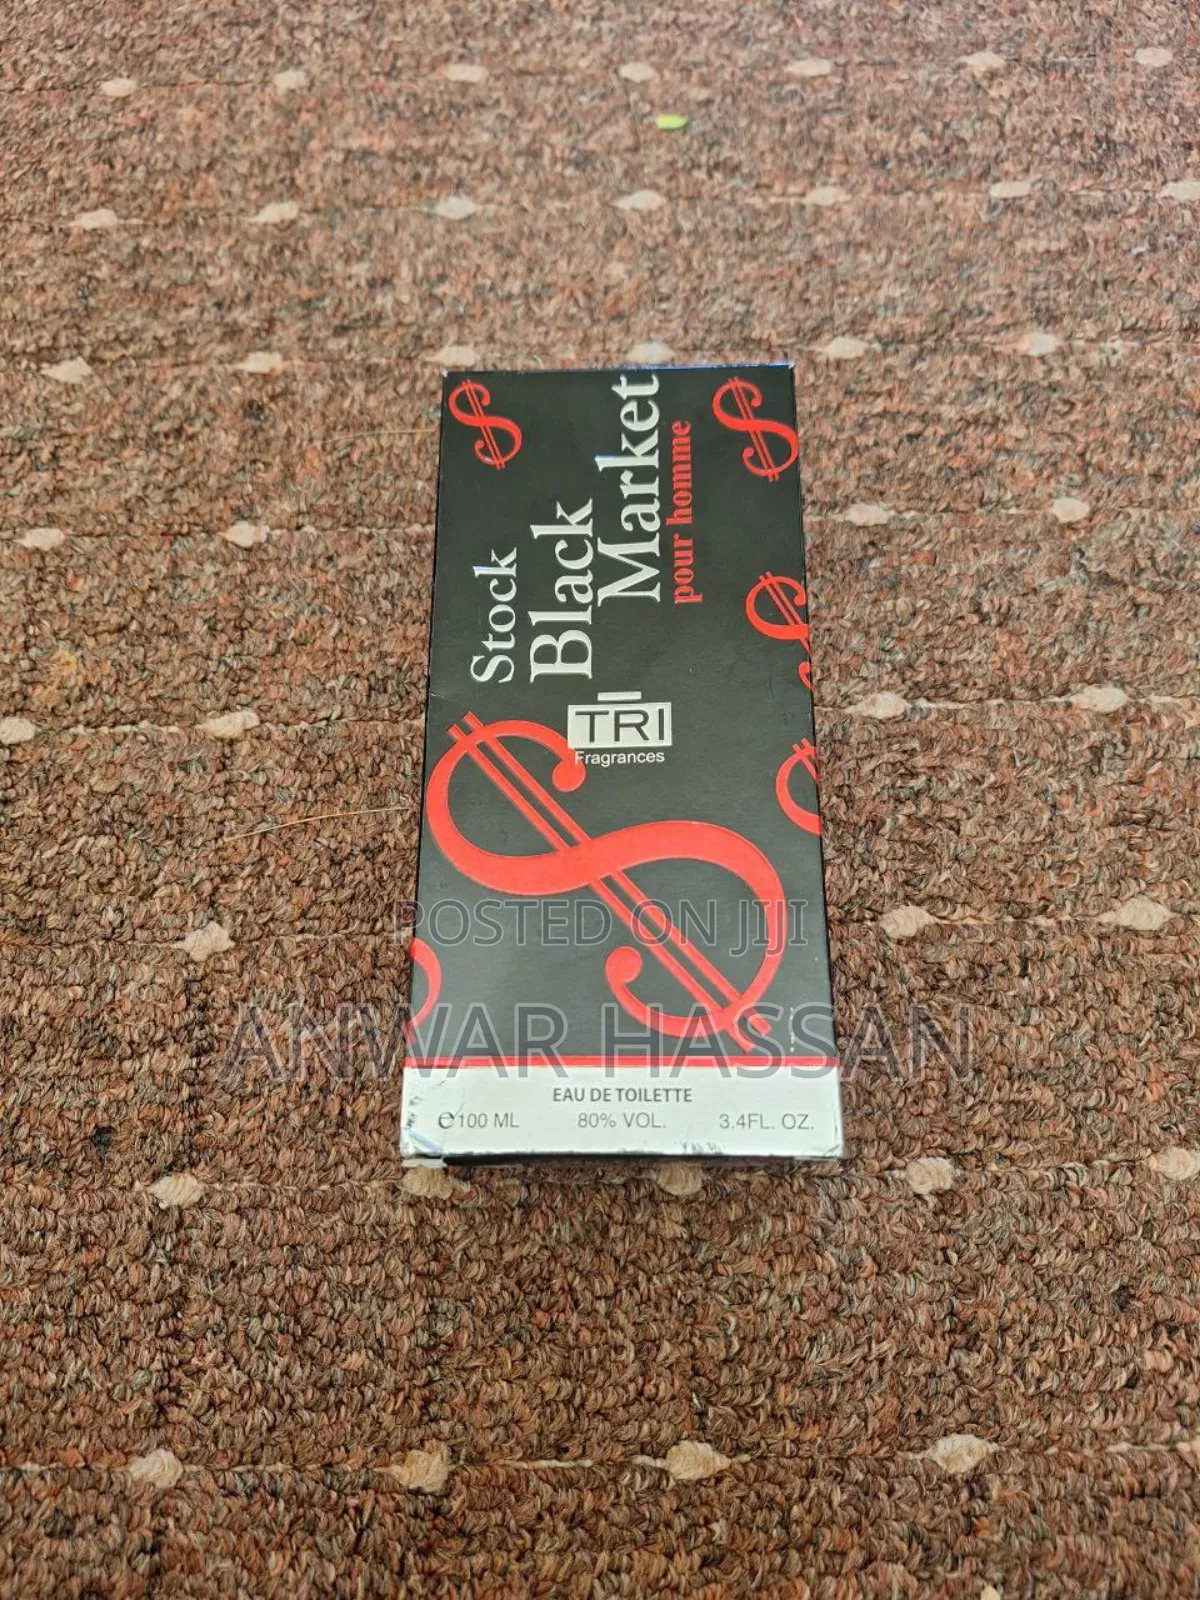 Stock
Black
Market
pour homme
TRI
Fragrances
POSTED ON JIJI
ANWAR HASSAN
EAU DE TOILETTE
℮100 ML 80% VOL. 3.4FL. OZ.